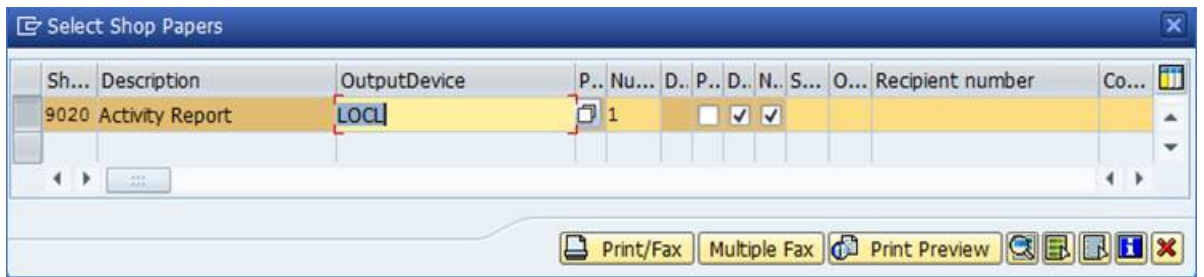 Select Shop Papers
Sh... Description OutputDevice P.. Nu... D.. P.. D.. N.. S... O... Recipient number Co...
9020 Activity Report LOCL 1
Print/Fax Multiple Fax Print Preview